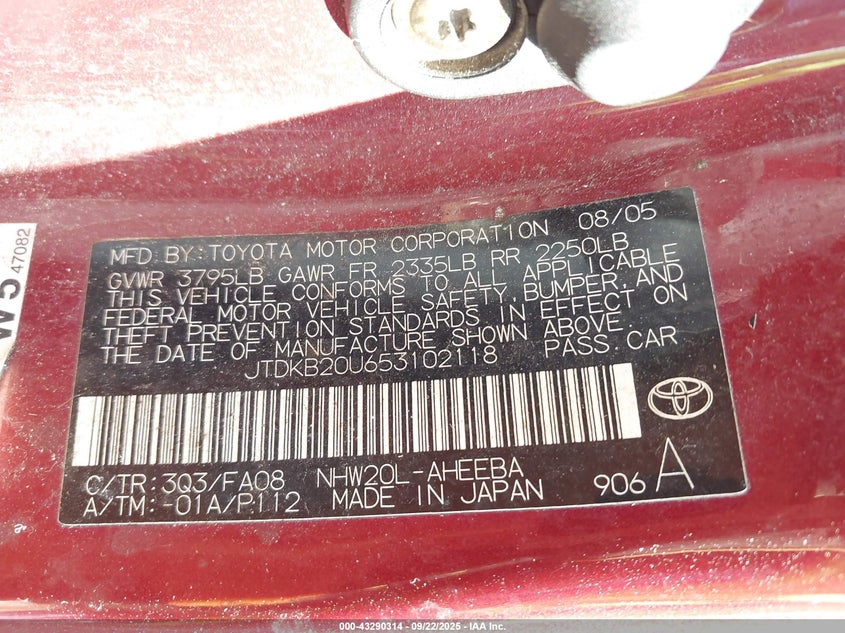 MFD BY: TOYOTA MOTOR CORPORATION 08/05
GVWR 3795LB GAWR FR 2335LB RR 2250LB
THIS VEHICLE CONFORMS TO ALL APPLICABLE
FEDERAL MOTOR VEHICLE SAFETY, BUMPER, AND
THEFT PREVENTION STANDARDS IN EFFECT ON
THE DATE OF MANUFACTURE SHOWN ABOVE.
JTDKB20U653102118 PASS. CAR
C/TR: 3Q3/FA08 NHW20L-AHEEBA
A/TM: -01A/P112 MADE IN JAPAN 906 A
W5 47082
000-43290314 - 09/22/2025 - IAA Inc.